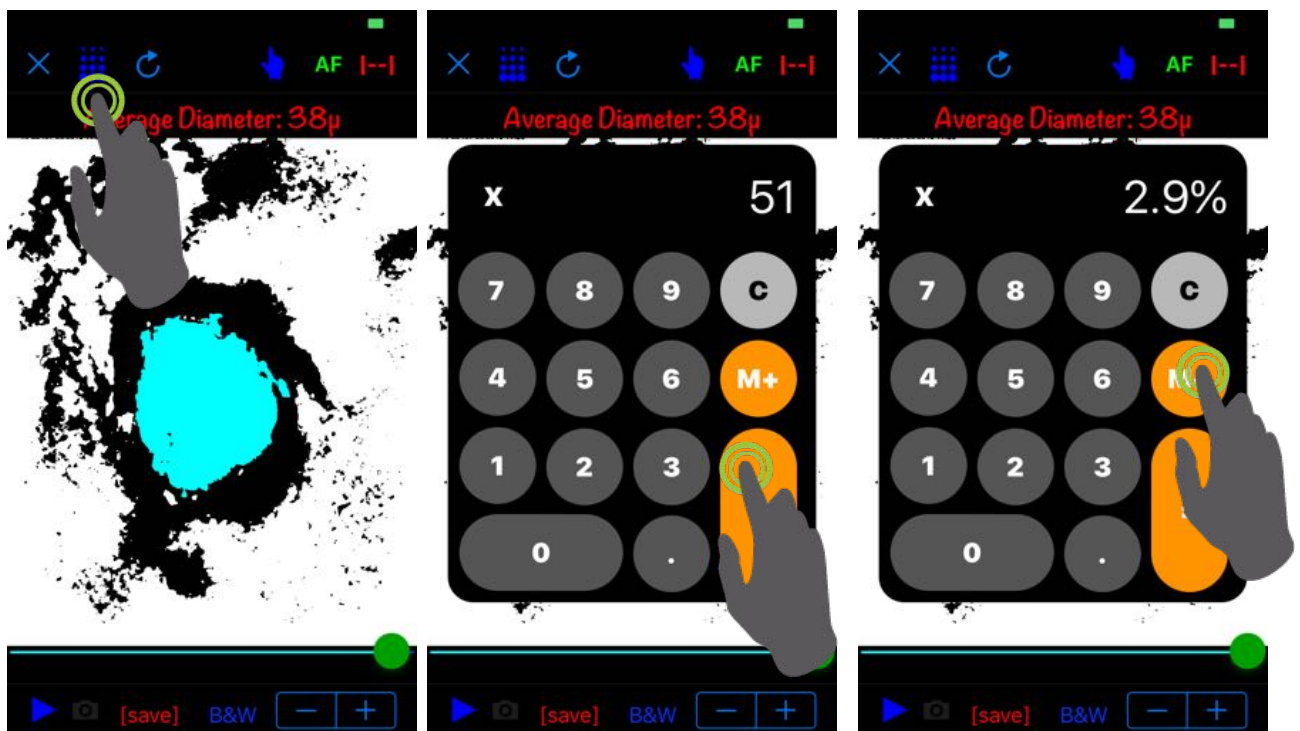 AF |--|
Average Diameter: 38µ
[save] B&W − +
AF |--|
Average Diameter: 38µ
X 51
7 8 9 C
4 5 6 M+
1 2 3
0 .
[save] B&W − +
AF |--|
Average Diameter: 38µ
X 2.9%
7 8 9 C
4 5 6
1 2 3
0 .
[save] B&W − +